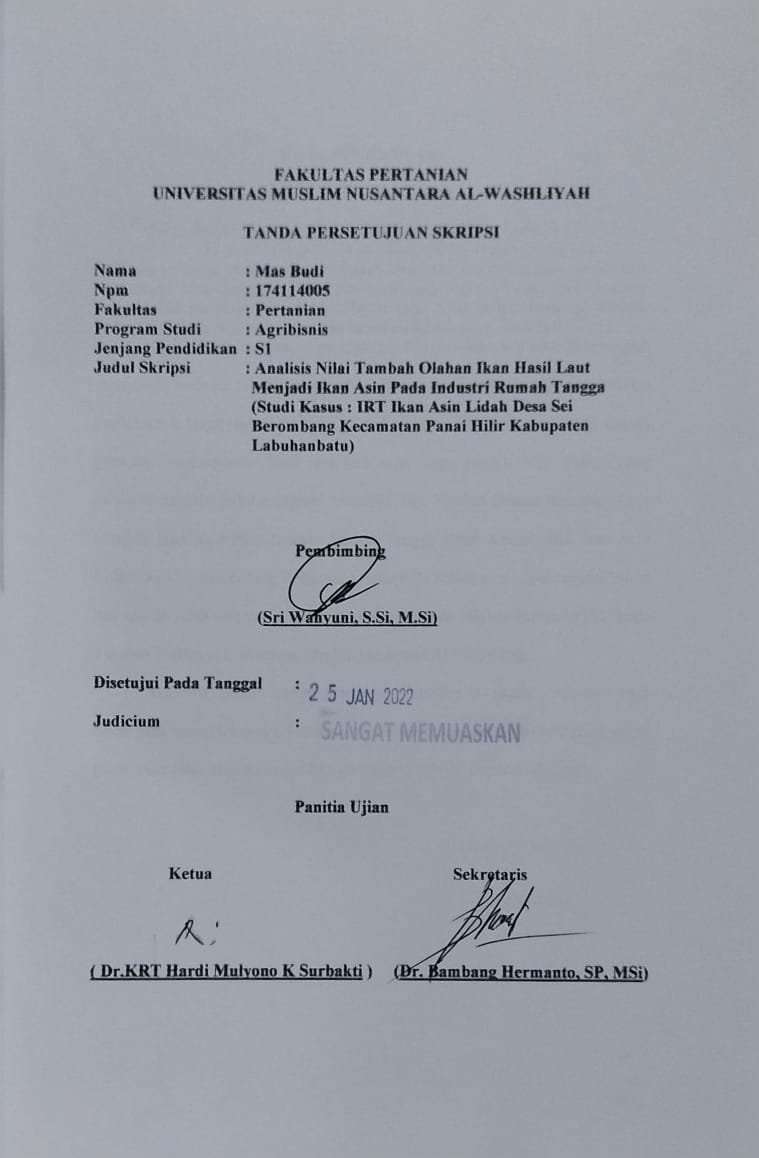 FAKULTAS PERTANIAN
UNIVERSITAS MUSLIM NUSANTARA AL-WASHLIYAH
TANDA PERSETUJUAN SKRIPSI
Nama : Mas Budi
Npm : 174114005
Fakultas : Pertanian
Program Studi : Agribisnis
Jenjang Pendidikan : S1
Judul Skripsi : Analisis Nilai Tambah Olahan Ikan Hasil Laut
Menjadi Ikan Asin Pada Industri Rumah Tangga
(Studi Kasus : IRT Ikan Asin Lidah Desa Sei
Berombang Kecamatan Panai Hilir Kabupaten
Labuhanbatu)
Pembimbing
(Sri Wahyuni, S.Si, M.Si)
Disetujui Pada Tanggal : 25 JAN 2022
Judicium : SANGAT MEMUASKAN
Panitia Ujian
Ketua Sekretaris
( Dr.KRT Hardi Mulyono K Surbakti ) (Dr. Bambang Hermanto, SP, MSi)